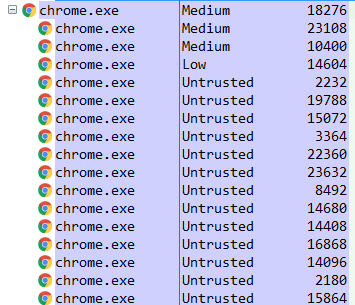 chrome.exe Medium 18276
chrome.exe Medium 23108
chrome.exe Medium 10400
chrome.exe Low 14604
chrome.exe Untrusted 2232
chrome.exe Untrusted 19788
chrome.exe Untrusted 15072
chrome.exe Untrusted 3364
chrome.exe Untrusted 22360
chrome.exe Untrusted 23632
chrome.exe Untrusted 8492
chrome.exe Untrusted 14680
chrome.exe Untrusted 14408
chrome.exe Untrusted 16868
chrome.exe Untrusted 14096
chrome.exe Untrusted 2180
chrome.exe Untrusted 15864